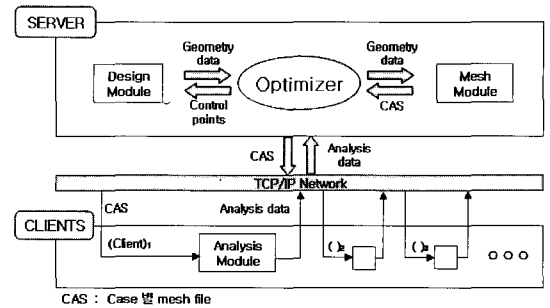 SERVER
Geometry
data
Geometry
data
Design
Module
Optimizer
Mesh
Module
Control
points
CAS
CAS
Analysis
data
TCP/IP Network
CAS
Analysis data
CLIENTS
(Client)₁
Analysis
Module
( )₂
( )₃
CAS : Case 별 mesh file